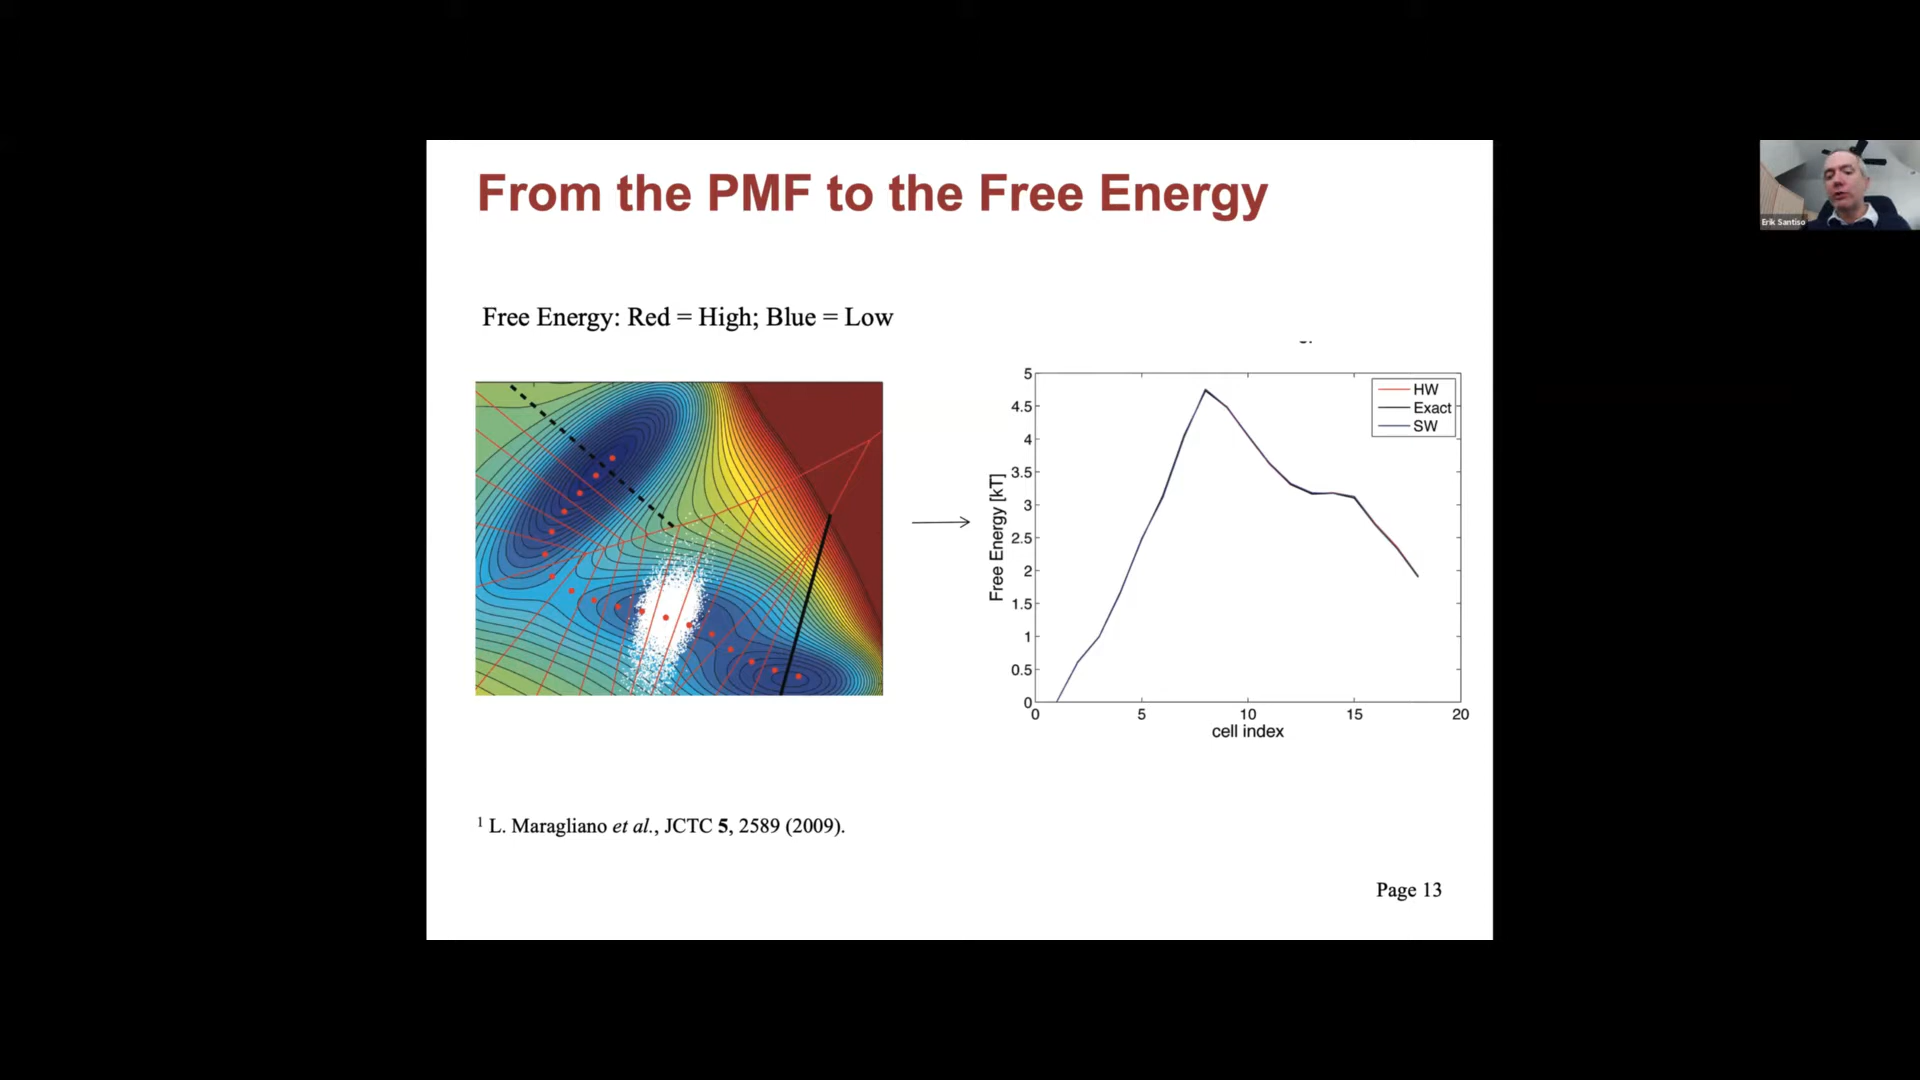 From the PMF to the Free Energy
Erik Santiso
Free Energy: Red = High; Blue = Low
5
4.5
4
3.5
3
2.5
2
1.5
1
0.5
0
Free Energy [kT]
HW
Exact
SW
0 5 10 15 20
cell index
1 L. Maragliano et al., JCTC 5, 2589 (2009).
Page 13